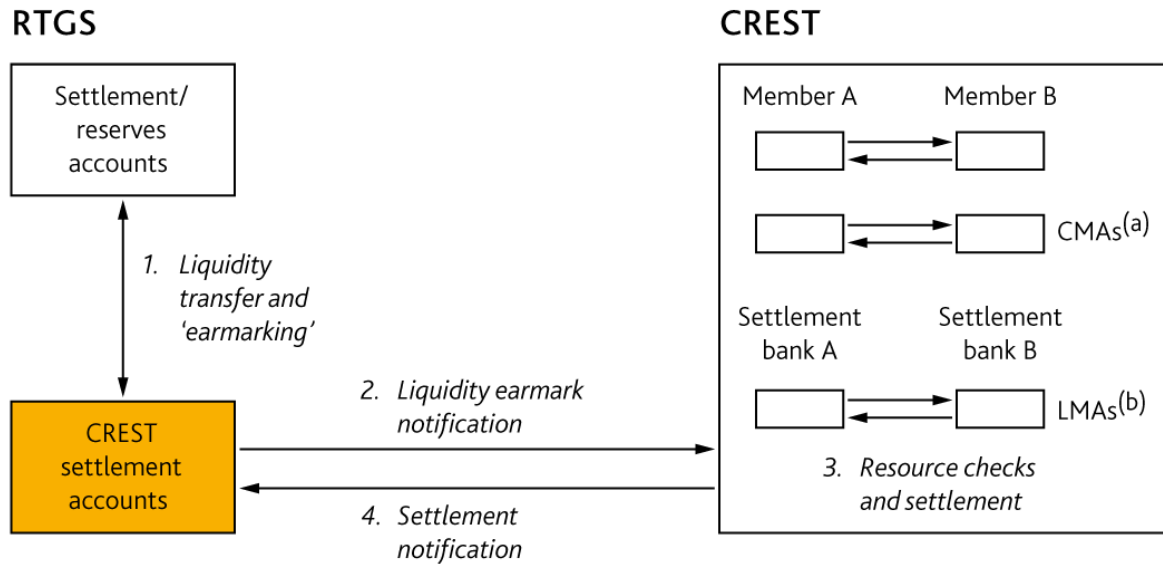 RTGS
CREST
Settlement/
reserves
accounts
1. Liquidity
transfer and
‘earmarking’
CREST
settlement
accounts
2. Liquidity earmark
notification
4. Settlement
notification
Member A
Member B
CMAs(a)
Settlement
bank A
Settlement
bank B
LMAs(b)
3. Resource checks
and settlement